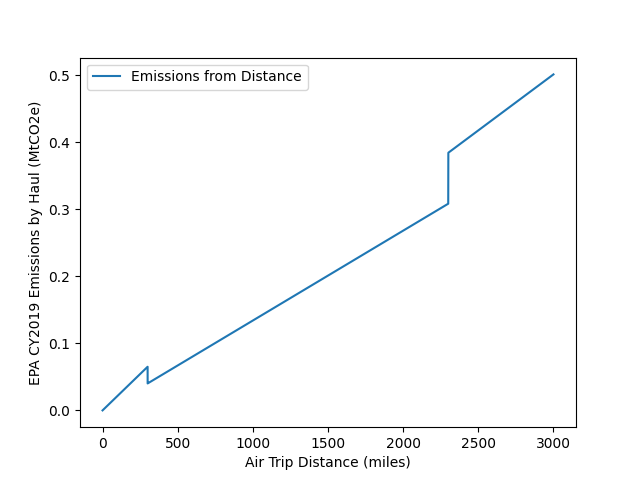 Emissions from Distance
EPA CY2019 Emissions by Haul (MtCO2e)
0.5
0.4
0.3
0.2
0.1
0.0
0 500 1000 1500 2000 2500 3000
Air Trip Distance (miles)